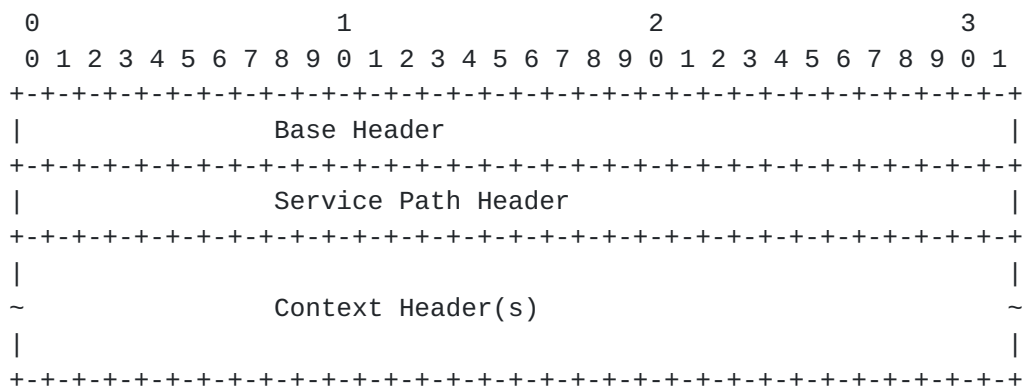 0                   1                   2                   3
 0 1 2 3 4 5 6 7 8 9 0 1 2 3 4 5 6 7 8 9 0 1 2 3 4 5 6 7 8 9 0 1
+-+-+-+-+-+-+-+-+-+-+-+-+-+-+-+-+-+-+-+-+-+-+-+-+-+-+-+-+-+-+-+-+
|                Base Header                                    |
+-+-+-+-+-+-+-+-+-+-+-+-+-+-+-+-+-+-+-+-+-+-+-+-+-+-+-+-+-+-+-+-+
|                Service Path Header                            |
+-+-+-+-+-+-+-+-+-+-+-+-+-+-+-+-+-+-+-+-+-+-+-+-+-+-+-+-+-+-+-+-+
|                                                               |
~                Context Header(s)                              ~
|                                                               |
+-+-+-+-+-+-+-+-+-+-+-+-+-+-+-+-+-+-+-+-+-+-+-+-+-+-+-+-+-+-+-+-+